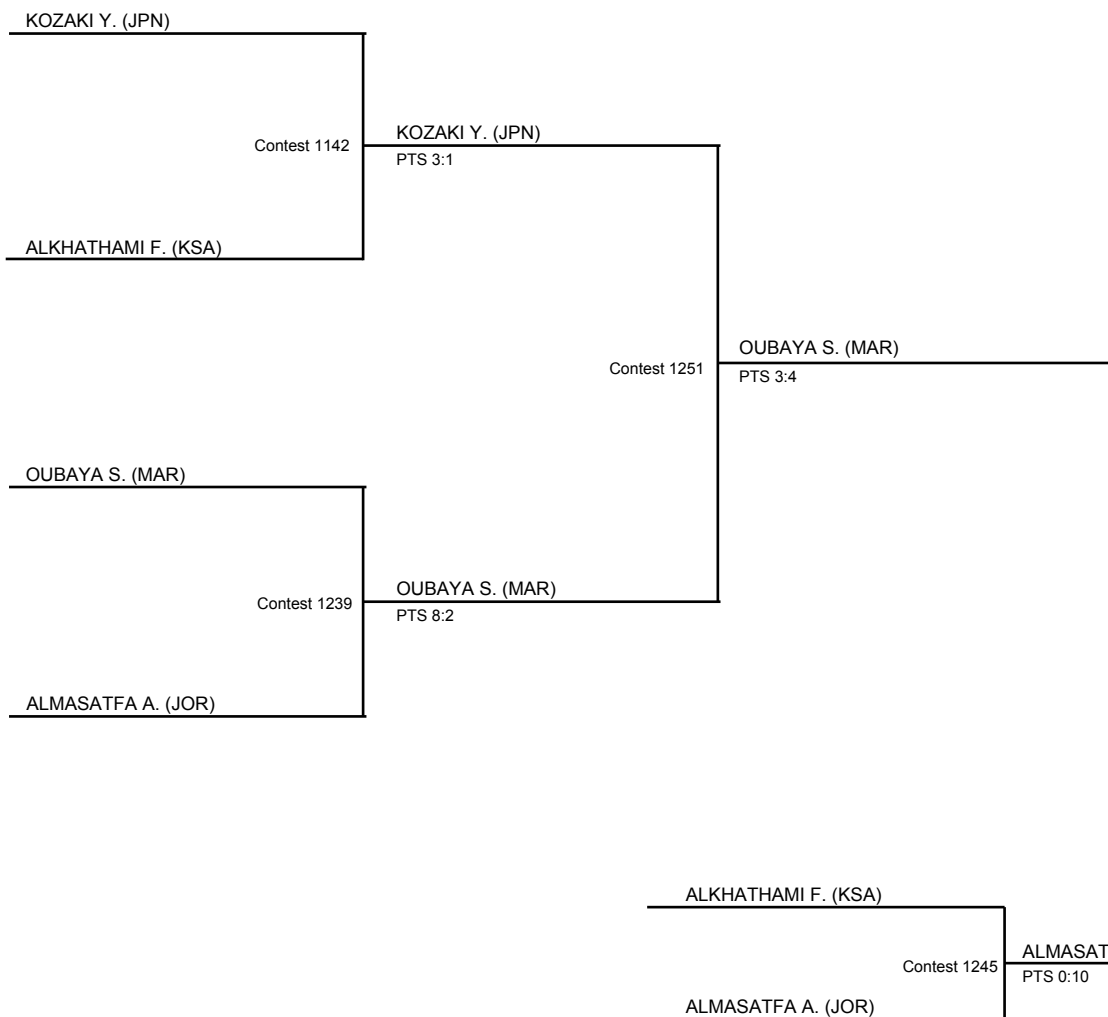 KOZAKI Y. (JPN)
Contest 1142
KOZAKI Y. (JPN)
PTS 3:1
ALKHATHAMI F. (KSA)
Contest 1251
OUBAYA S. (MAR)
PTS 3:4
OUBAYA S. (MAR)
Contest 1239
OUBAYA S. (MAR)
PTS 8:2
ALMASATFA A. (JOR)
ALKHATHAMI F. (KSA)
Contest 1245
ALMASAT
PTS 0:10
ALMASATFA A. (JOR)